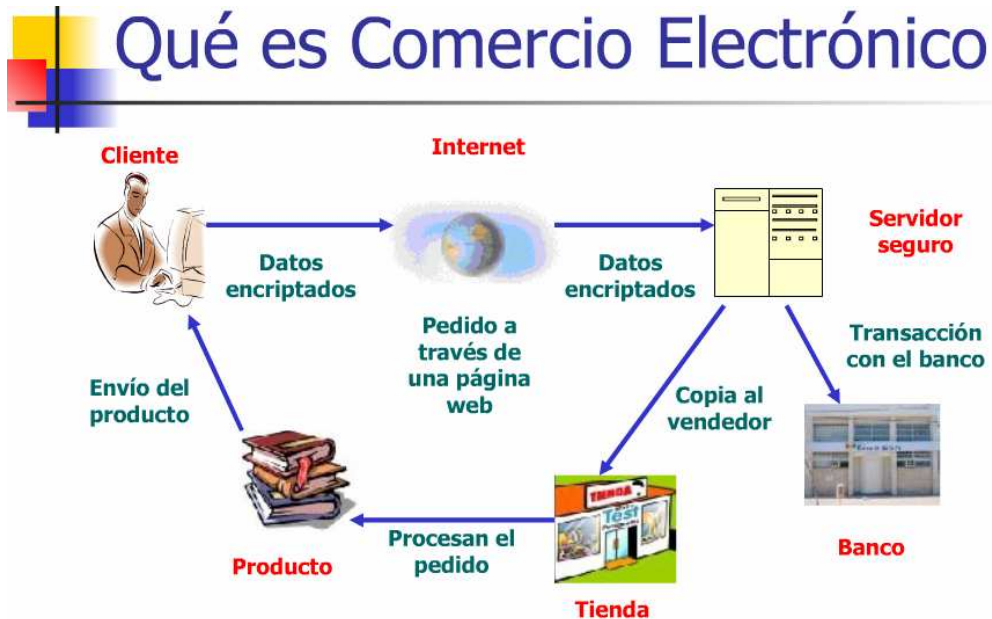 Qué es Comercio Electrónico
Cliente
Internet
Servidor
seguro
Datos
encriptados
Datos
encriptados
Pedido a
través de
una página
web
Transacción
con el banco
Envío del
producto
Copia al
vendedor
TIENDA
Test
Procesan el
pedido
Producto
Banco
Tienda